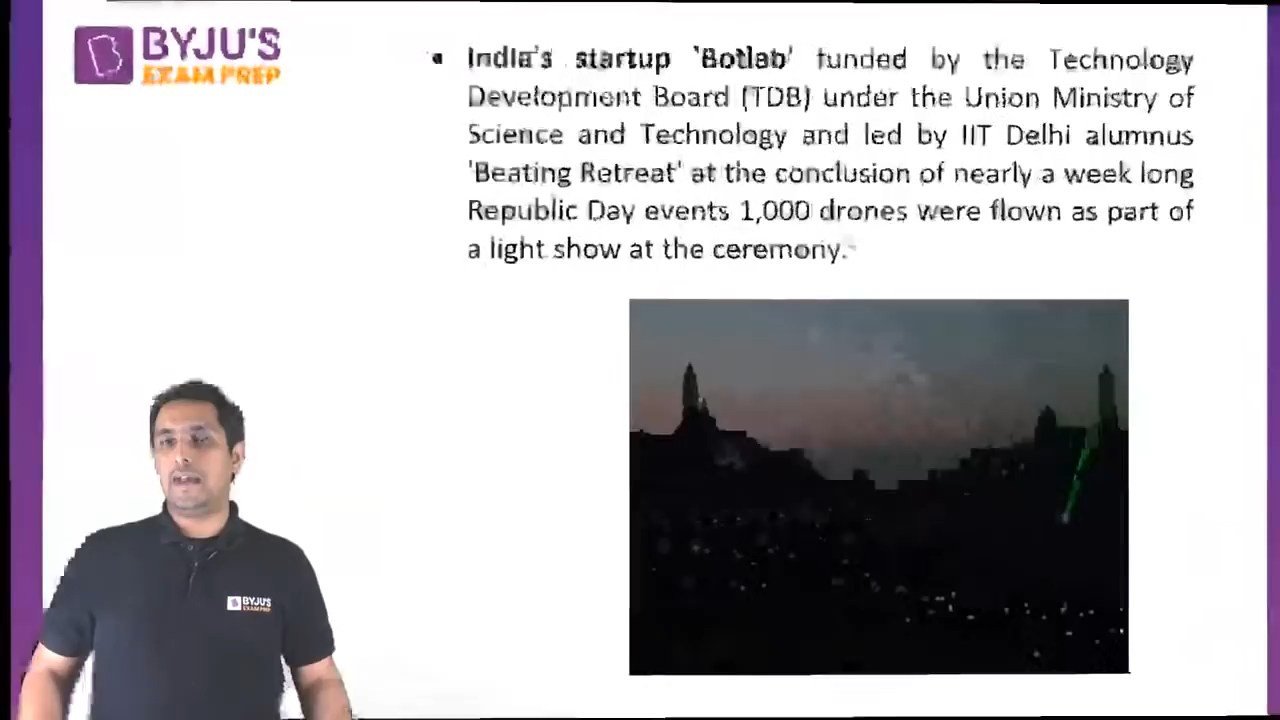 BYJU'S
EXAM PREP
▪ India's startup 'Botlab' funded by the Technology
Development Board (TDB) under the Union Ministry of
Science and Technology and led by IIT Delhi alumnus
'Beating Retreat' at the conclusion of nearly a week long
Republic Day events 1,000 drones were flown as part of
a light show at the ceremony.
BYJU'S
EXAM PREP